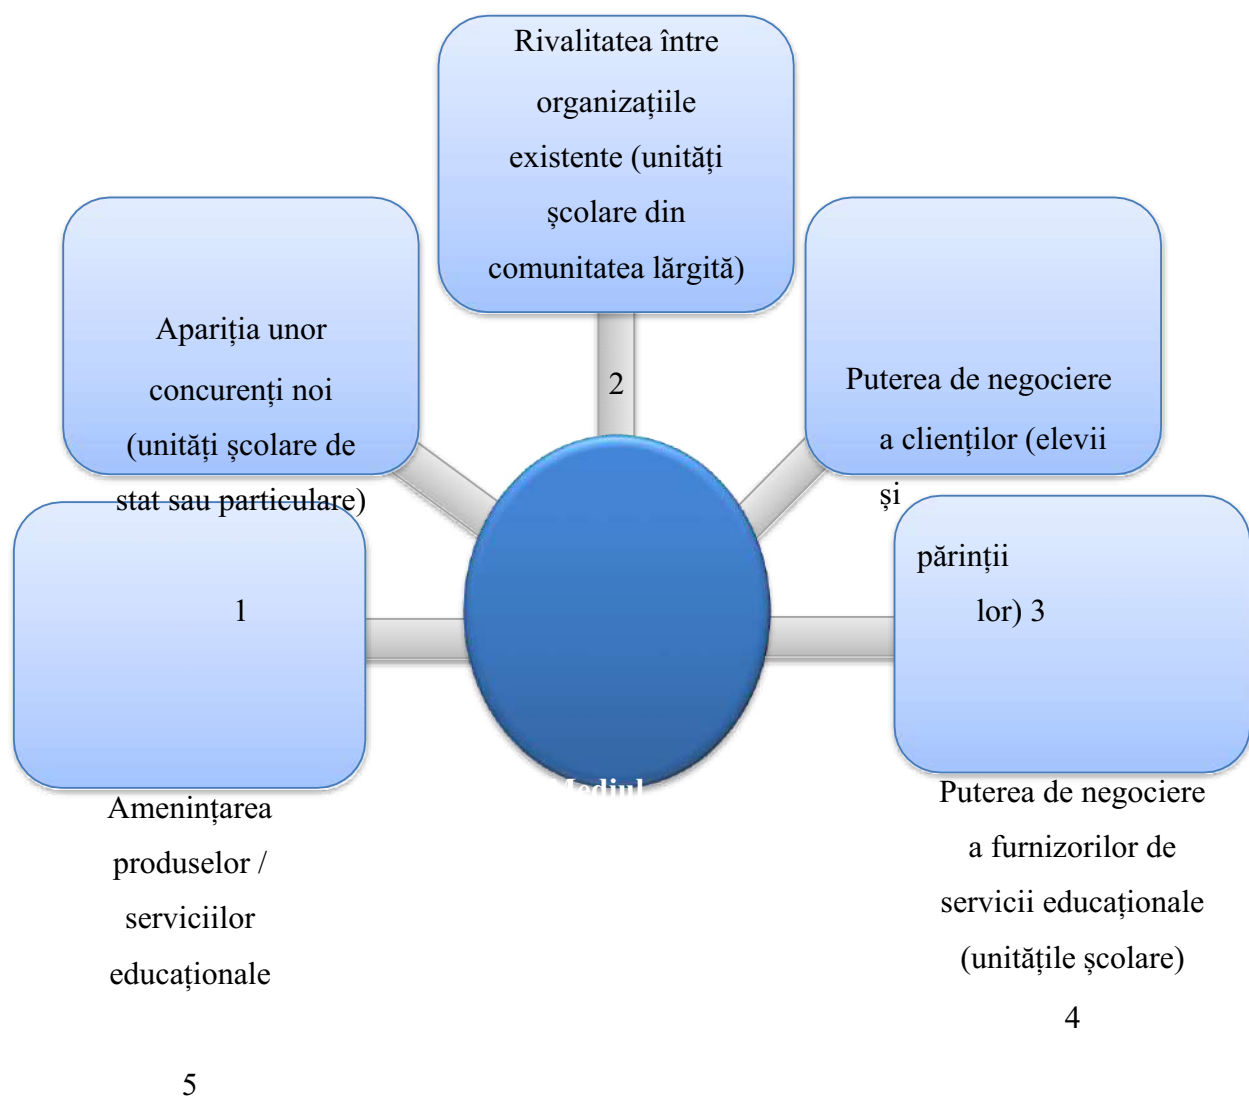 Rivalitatea între
organizațiile
existente (unități
școlare din
comunitatea lărgită)
2
Apariția unor
concurenți noi
(unități școlare de
stat sau particulare)
1
Puterea de negociere
a clienților (elevii
și
părinții
lor) 3
Mediul
Amenințarea
produselor /
serviciilor
educaționale
5
Puterea de negociere
a furnizorilor de
servicii educaționale
(unitățile școlare)
4